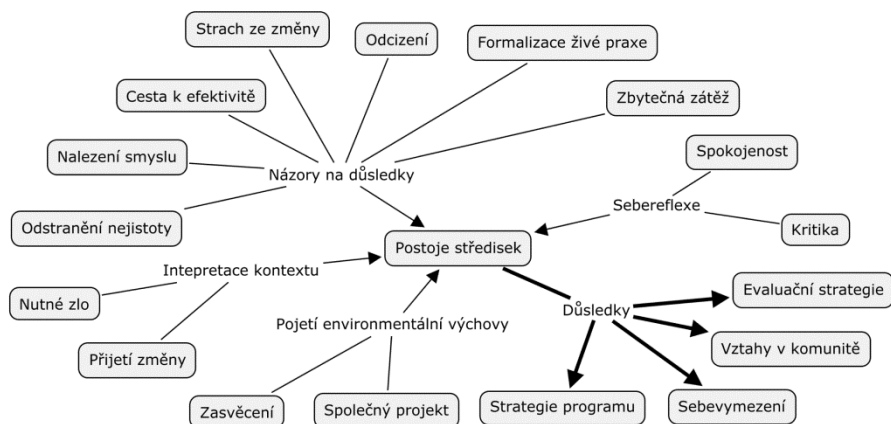 Strach ze změny
Odcizení
Formalizace živé praxe
Cesta k efektivitě
Zbytečná zátěž
Nalezení smyslu
Názory na důsledky
Spokojenost
Sebereflexe
Odstranění nejistoty
Kritika
Postoje středisek
Intepretace kontextu
Nutné zlo
Evaluační strategie
Důsledky
Pojetí environmentální výchovy
Vztahy v komunitě
Přijetí změny
Zasvěcení
Společný projekt
Strategie programu
Sebevymezení